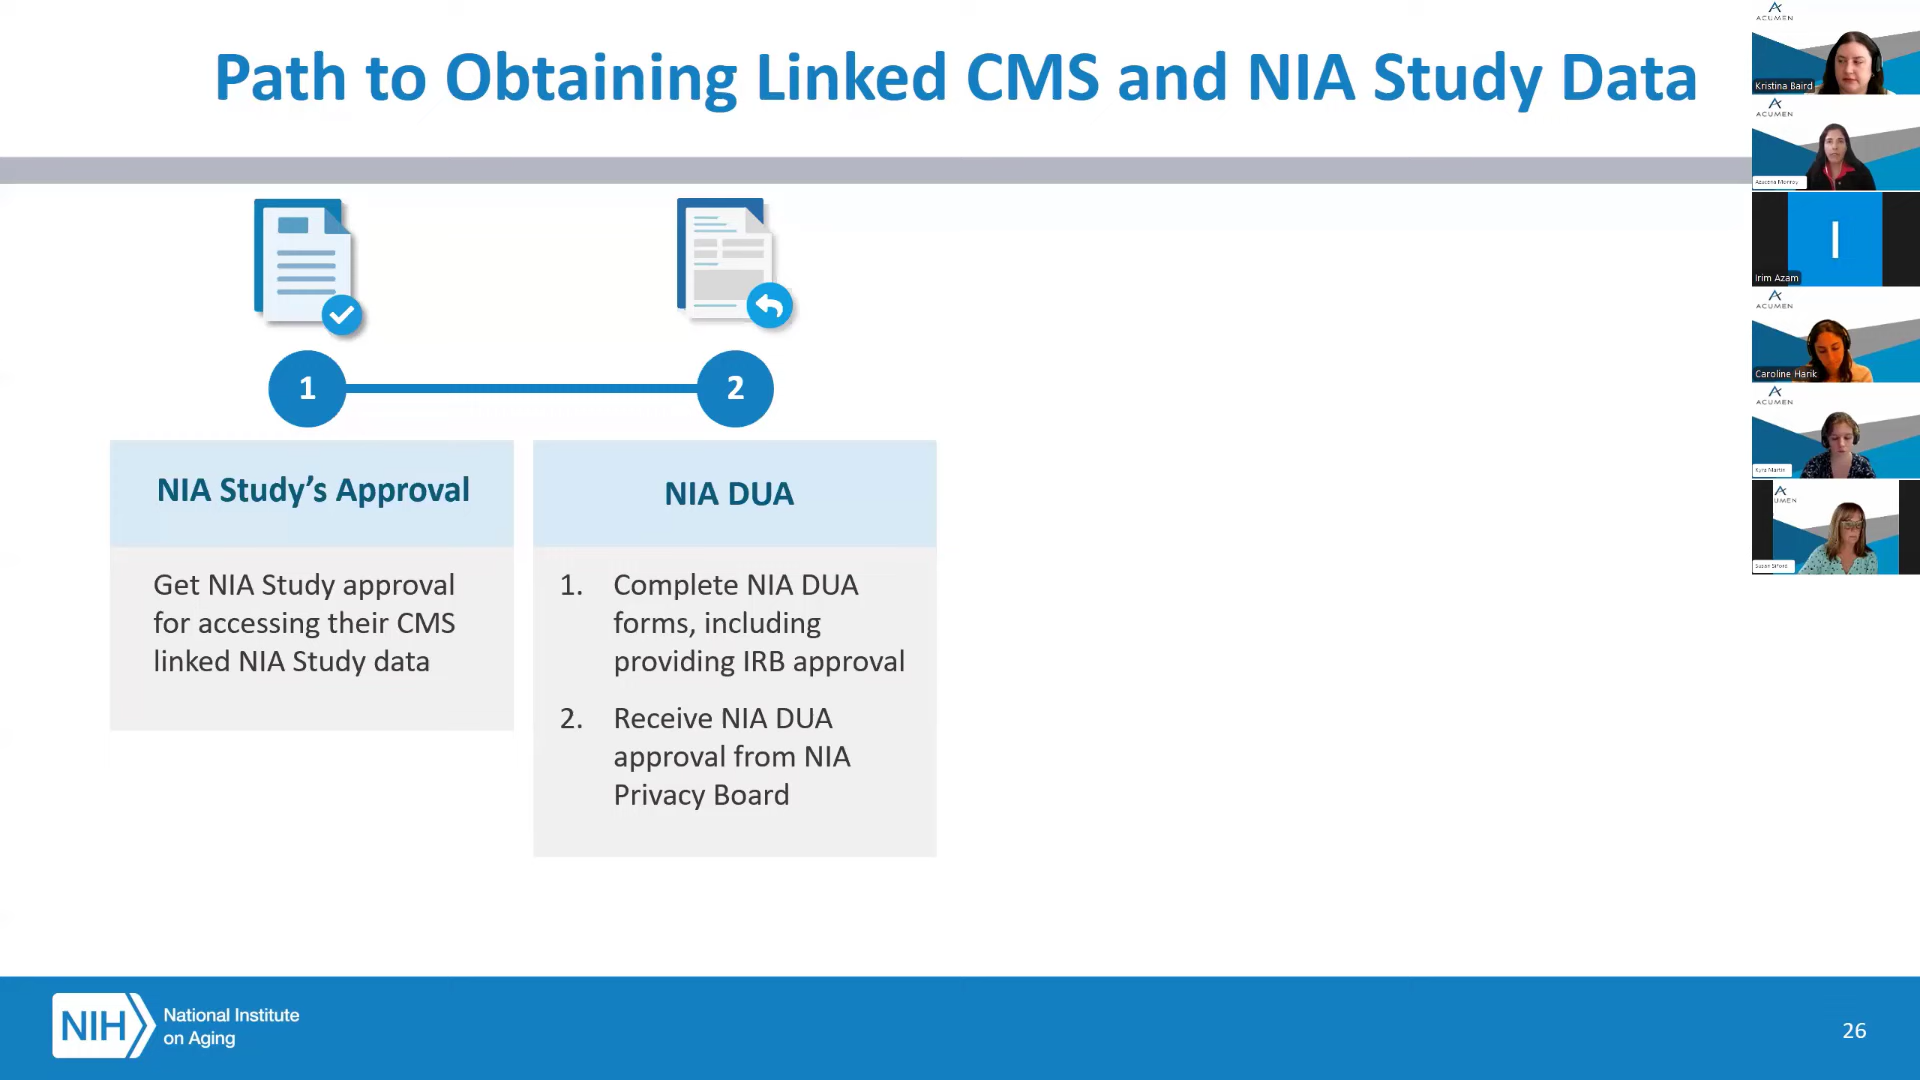 Path to Obtaining Linked CMS and NIA Study Data
1
2
NIA Study's Approval
Get NIA Study approval
for accessing their CMS
linked NIA Study data
NIA DUA
1. Complete NIA DUA
forms, including
providing IRB approval
2. Receive NIA DUA
approval from NIA
Privacy Board
NIH
National Institute
on Aging
26
ACUMEN
Kristina Baird
ACUMEN
Azucena Monroy
I
Irim Azam
ACUMEN
Caroline Harik
ACUMEN
Kyra Martin
UMEN